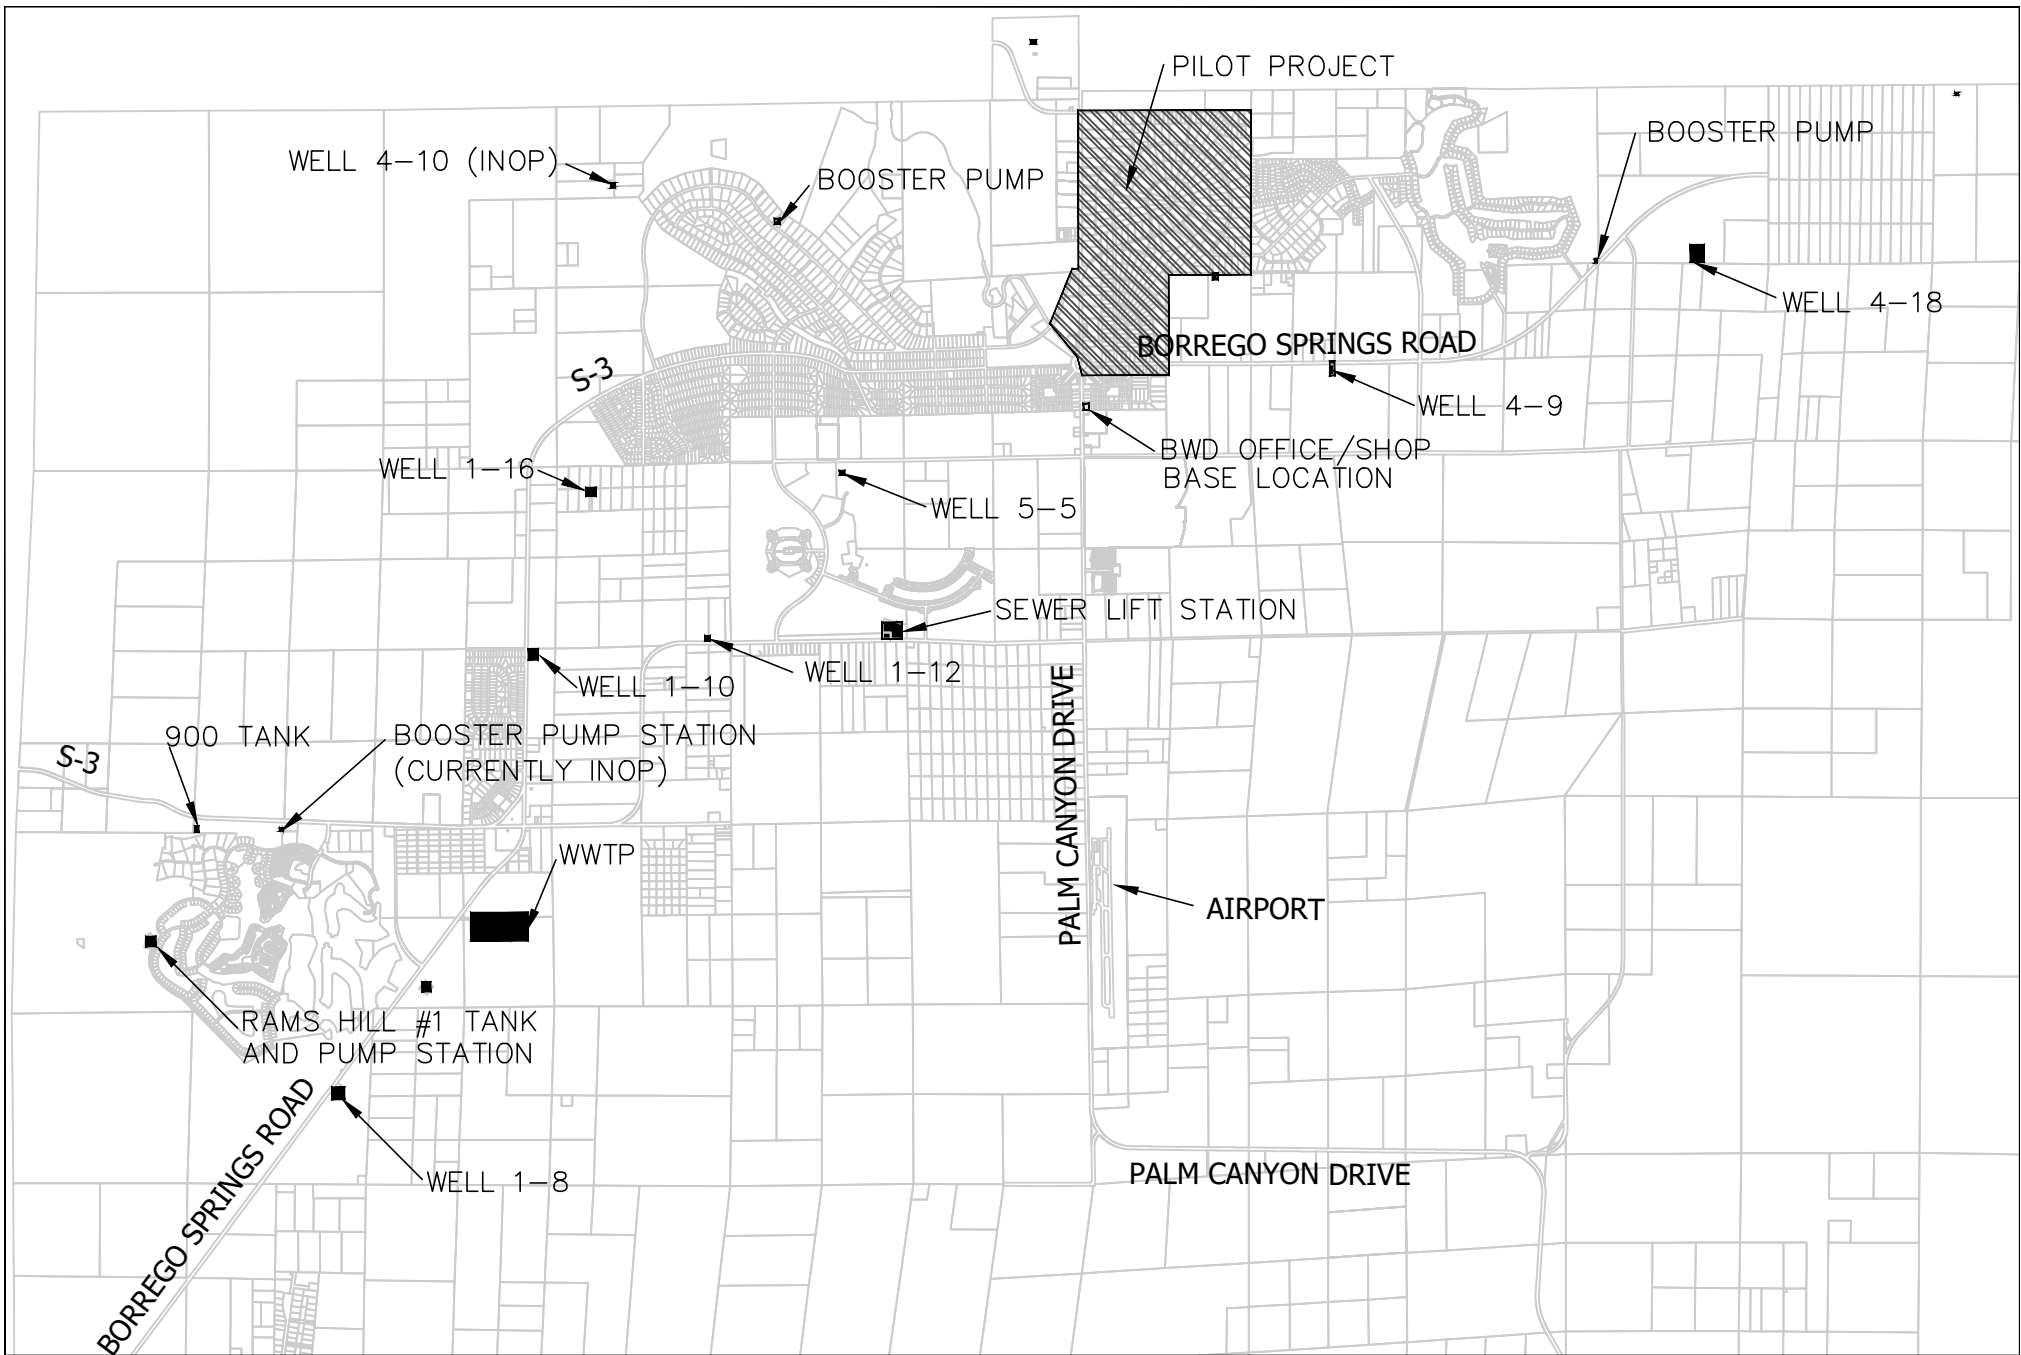 PILOT PROJECT
BOOSTER PUMP
WELL 4-10 (INOP)
BOOSTER PUMP
WELL 4-18
BORREGO SPRINGS ROAD
S-3
WELL 4-9
BWD OFFICE/SHOP
BASE LOCATION
WELL 1-16
WELL 5-5
SEWER LIFT STATION
WELL 1-12
WELL 1-10
PALM CANYON DRIVE
900 TANK
BOOSTER PUMP STATION
(CURRENTLY INOP)
S-3
WWTP
AIRPORT
RAMS HILL #1 TANK
AND PUMP STATION
WELL 1-8
PALM CANYON DRIVE
BORREGO SPRINGS ROAD